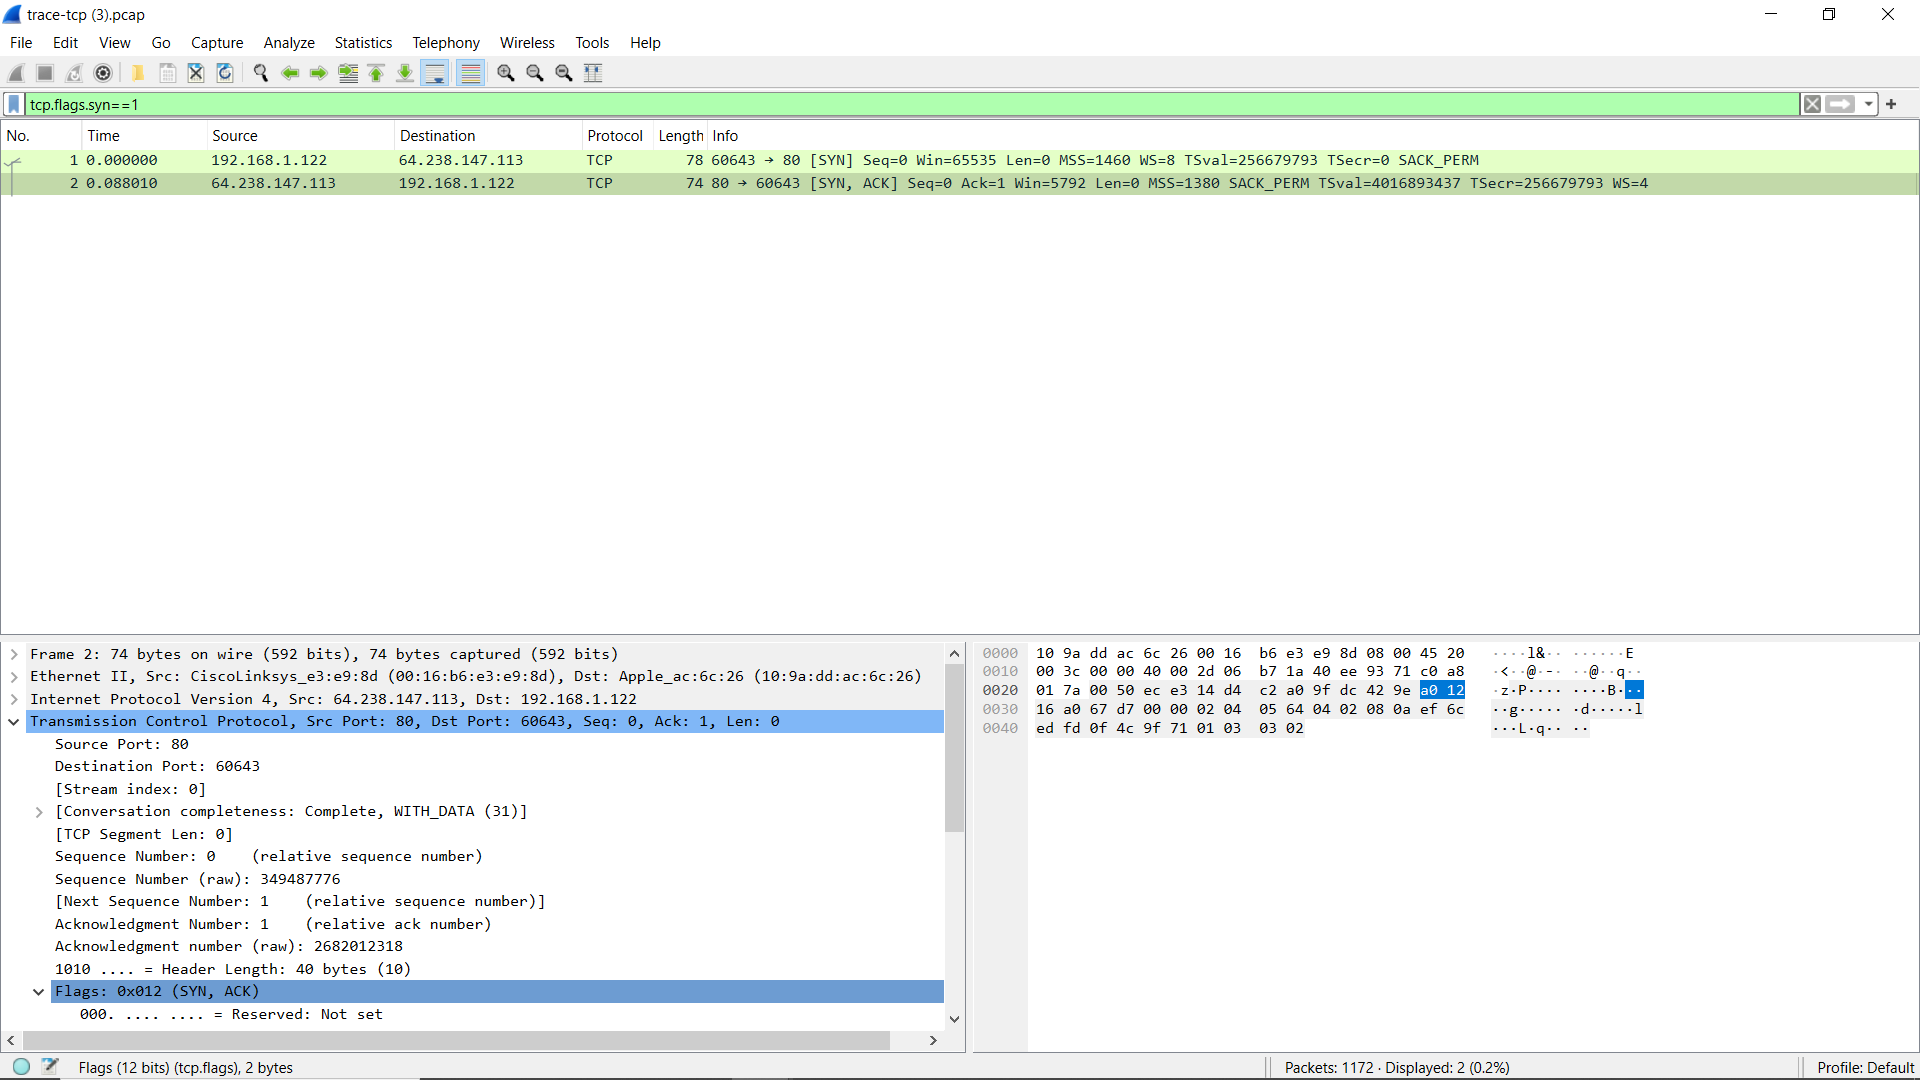 trace-tcp (3).pcap
File Edit View Go Capture Analyze Statistics Telephony Wireless Tools Help
tcp.flags.syn==1
No. Time Source Destination Protocol Length Info
1 0.000000 192.168.1.122 64.238.147.113 TCP 78 60643 → 80 [SYN] Seq=0 Win=65535 Len=0 MSS=1460 WS=8 TSval=256679793 TSecr=0 SACK_PERM
2 0.088010 64.238.147.113 192.168.1.122 TCP 74 80 → 60643 [SYN, ACK] Seq=0 Ack=1 Win=5792 Len=0 MSS=1380 SACK_PERM TSval=4016893437 TSecr=256679793 WS=4
Frame 2: 74 bytes on wire (592 bits), 74 bytes captured (592 bits)
Ethernet II, Src: CiscoLinksys_e3:e9:8d (00:16:b6:e3:e9:8d), Dst: Apple_ac:6c:26 (10:9a:dd:ac:6c:26)
Internet Protocol Version 4, Src: 64.238.147.113, Dst: 192.168.1.122
Transmission Control Protocol, Src Port: 80, Dst Port: 60643, Seq: 0, Ack: 1, Len: 0
Source Port: 80
Destination Port: 60643
[Stream index: 0]
[Conversation completeness: Complete, WITH_DATA (31)]
[TCP Segment Len: 0]
Sequence Number: 0 (relative sequence number)
Sequence Number (raw): 349487776
[Next Sequence Number: 1 (relative sequence number)]
Acknowledgment Number: 1 (relative ack number)
Acknowledgment number (raw): 2682012318
1010 .... = Header Length: 40 bytes (10)
Flags: 0x012 (SYN, ACK)
000. .... .... = Reserved: Not set
0000 10 9a dd ac 6c 26 00 16 b6 e3 e9 8d 08 00 45 20 ····l&·· ······E
0010 00 3c 00 00 40 00 2d 06 b7 1a 40 ee 93 71 c0 a8 ·<··@·-· ··@··q··
0020 01 7a 00 50 ec e3 14 d4 c2 a0 9f dc 42 9e a0 12 ·z·P···· ····B···
0030 16 a0 67 d7 00 00 02 04 05 64 04 02 08 0a ef 6c ··g····· ·d·····l
0040 ed fd 0f 4c 9f 71 01 03 03 02 ···L·q·· ··
Flags (12 bits) (tcp.flags), 2 bytes
Packets: 1172 · Displayed: 2 (0.2%)
Profile: Default